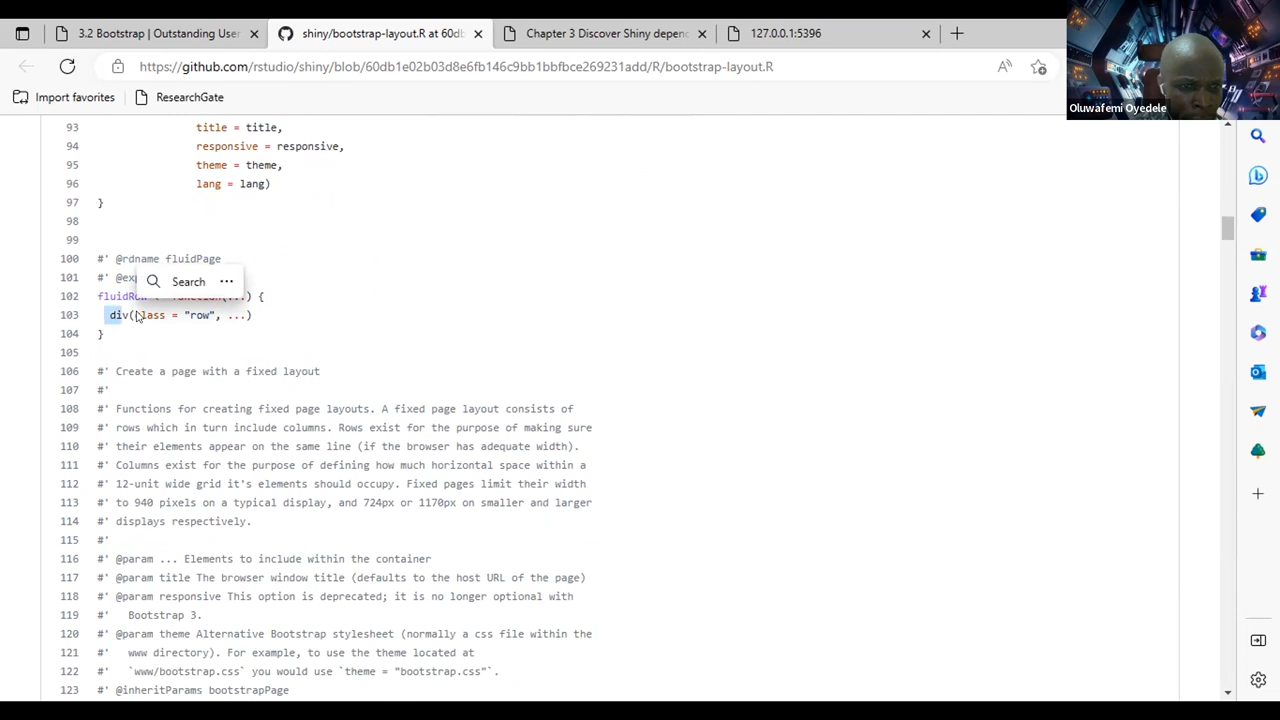 3.2 Bootstrap | Outstanding User
shiny/bootstrap-layout.R at 60db
Chapter 3 Discover Shiny depen
127.0.0.1:5396
https://github.com/rstudio/shiny/blob/60db1e02b03d8e6fb146c9bb1bbfbce269231add/R/bootstrap-layout.R
Import favorites
ResearchGate
Oluwafemi Oyedele
93 title = title,
94 responsive = responsive,
95 theme = theme,
96 lang = lang)
97 }
98
99
100 #' @rdname fluidPage
101 #' @ex
Search
102 fluidRow
 {
103 div(class = "row", ...)
104 }
105
106 #' Create a page with a fixed layout
107 #'
108 #' Functions for creating fixed page layouts. A fixed page layout consists of
109 #' rows which in turn include columns. Rows exist for the purpose of making sure
110 #' their elements appear on the same line (if the browser has adequate width).
111 #' Columns exist for the purpose of defining how much horizontal space within a
112 #' 12-unit wide grid it's elements should occupy. Fixed pages limit their width
113 #' to 940 pixels on a typical display, and 724px or 1170px on smaller and larger
114 #' displays respectively.
115 #'
116 #' @param ... Elements to include within the container
117 #' @param title The browser window title (defaults to the host URL of the page)
118 #' @param responsive This option is deprecated; it is no longer optional with
119 #' Bootstrap 3.
120 #' @param theme Alternative Bootstrap stylesheet (normally a css file within the
121 #' www directory). For example, to use the theme located at
122 #' `www/bootstrap.css` you would use `theme = "bootstrap.css"`.
123 #' @inheritParams bootstrapPage